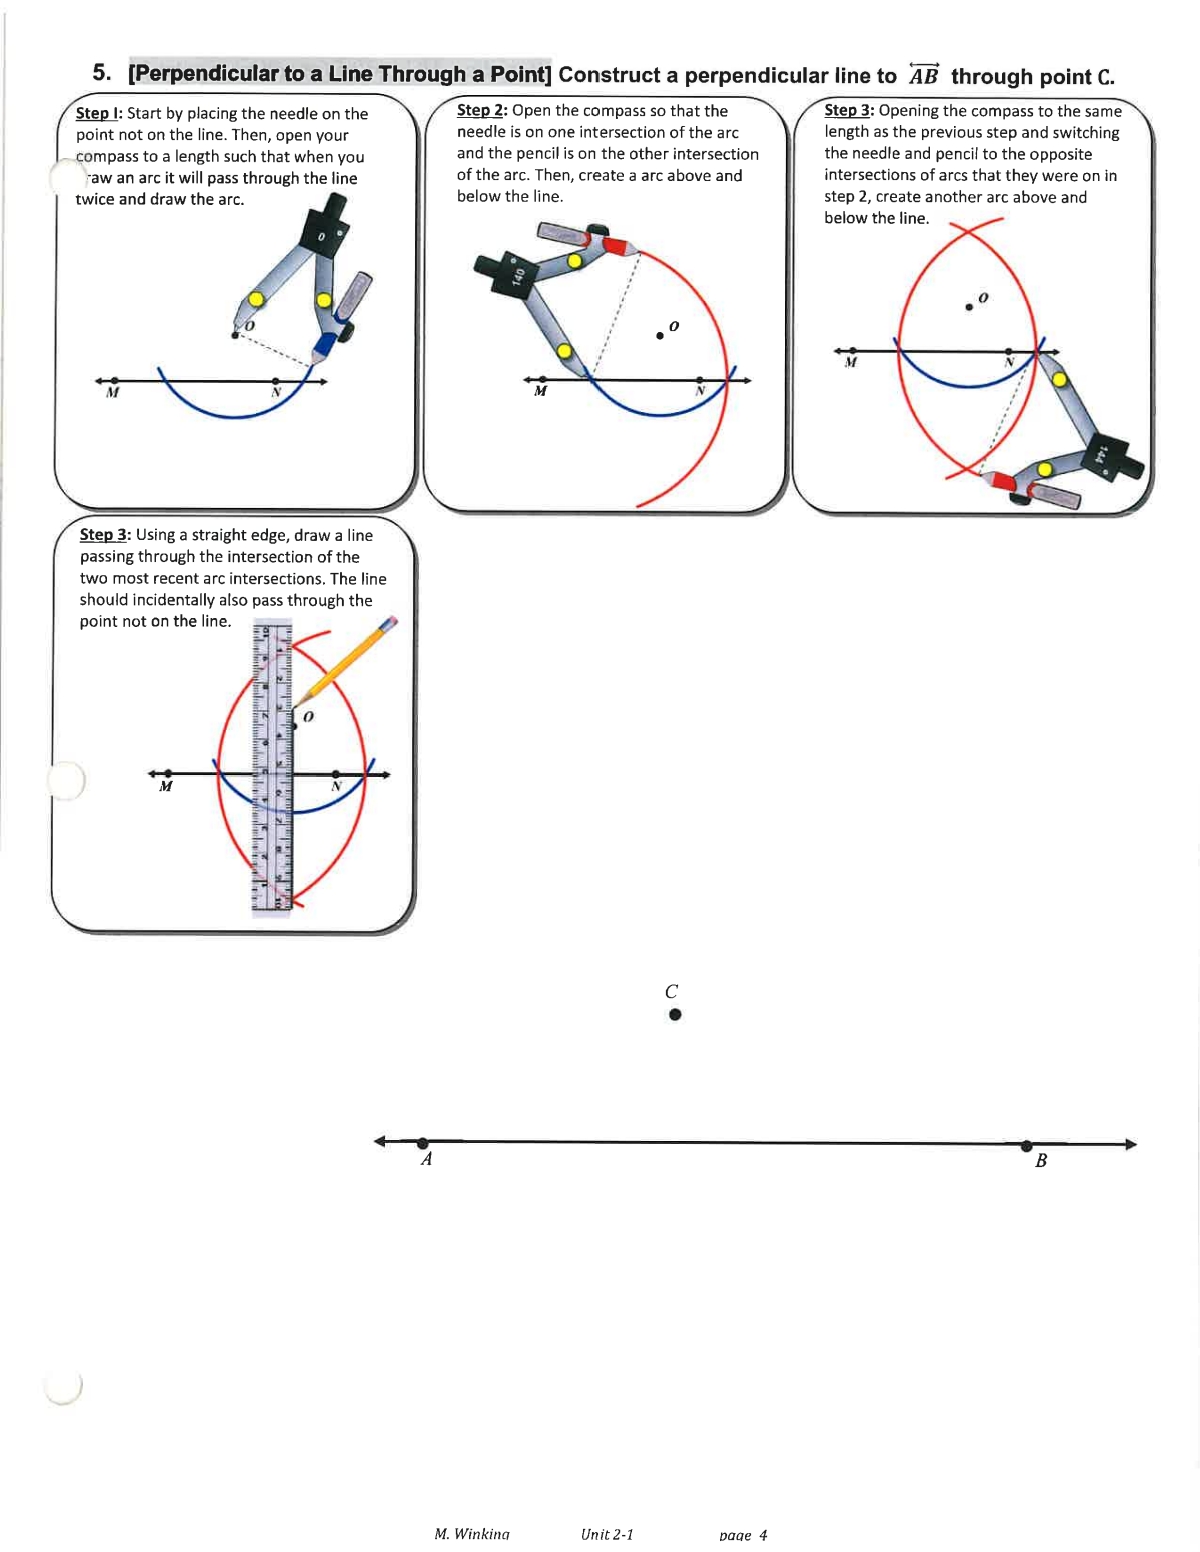 5. [Perpendicular to a Line Through a Point] Construct a perpendicular line to AB through point C.
Step I: Start by placing the needle on the
point not on the line. Then, open your
compass to a length such that when you
raw an arc it will pass through the line
twice and draw the arc.
0
O
M
N
Step 2: Open the compass so that the
needle is on one intersection of the arc
and the pencil is on the other intersection
of the arc. Then, create a arc above and
below the line.
140
O
M
N
Step 3: Opening the compass to the same
length as the previous step and switching
the needle and pencil to the opposite
intersections of arcs that they were on in
step 2, create another arc above and
below the line.
O
M
N
144
Step 3: Using a straight edge, draw a line
passing through the intersection of the
two most recent arc intersections. The line
should incidentally also pass through the
point not on the line.
O
M
N
C
A
B
M. Winking Unit 2-1 page 4